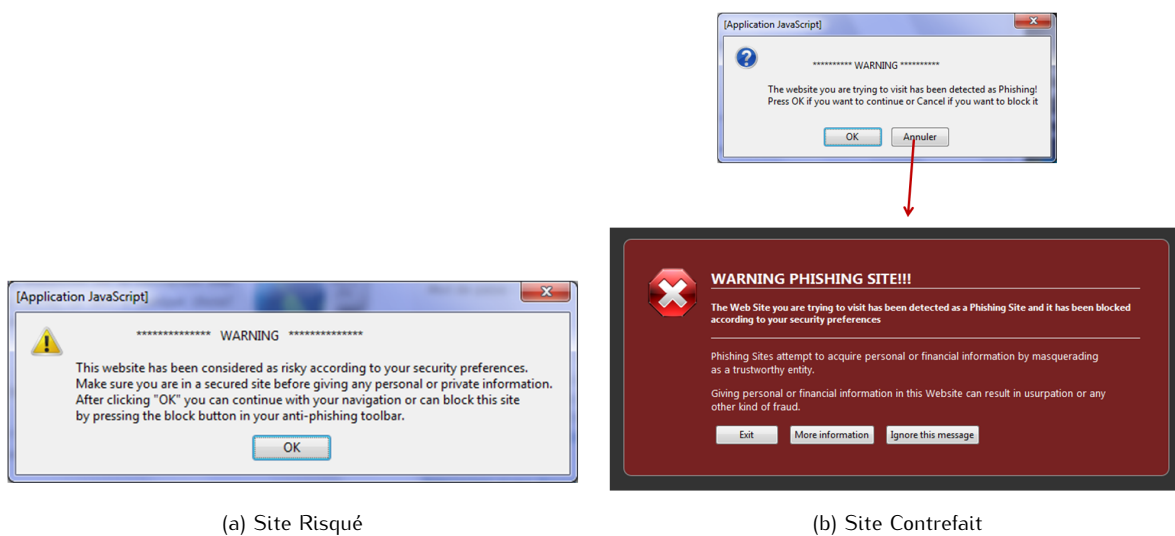 [Application JavaScript]
********** WARNING **********
The website you are trying to visit has been detected as Phishing!
Press OK if you want to continue or Cancel if you want to block it
OK
Annuler
WARNING PHISHING SITE!!!
The Web Site you are trying to visit has been detected as a Phishing Site and it has been blocked
according to your security preferences
Phishing Sites attempt to acquire personal or financial information by masquerading
as a trustworthy entity.
Giving personal or financial information in this Website can result in usurpation or any
other kind of fraud.
Exit
More information
Ignore this message
[Application JavaScript]
************** WARNING **************
This website has been considered as risky according to your security preferences.
Make sure you are in a secured site before giving any personal or private information.
After clicking "OK" you can continue with your navigation or can block this site
by pressing the block button in your anti-phishing toolbar.
OK
(a) Site Risqué
(b) Site Contrefait